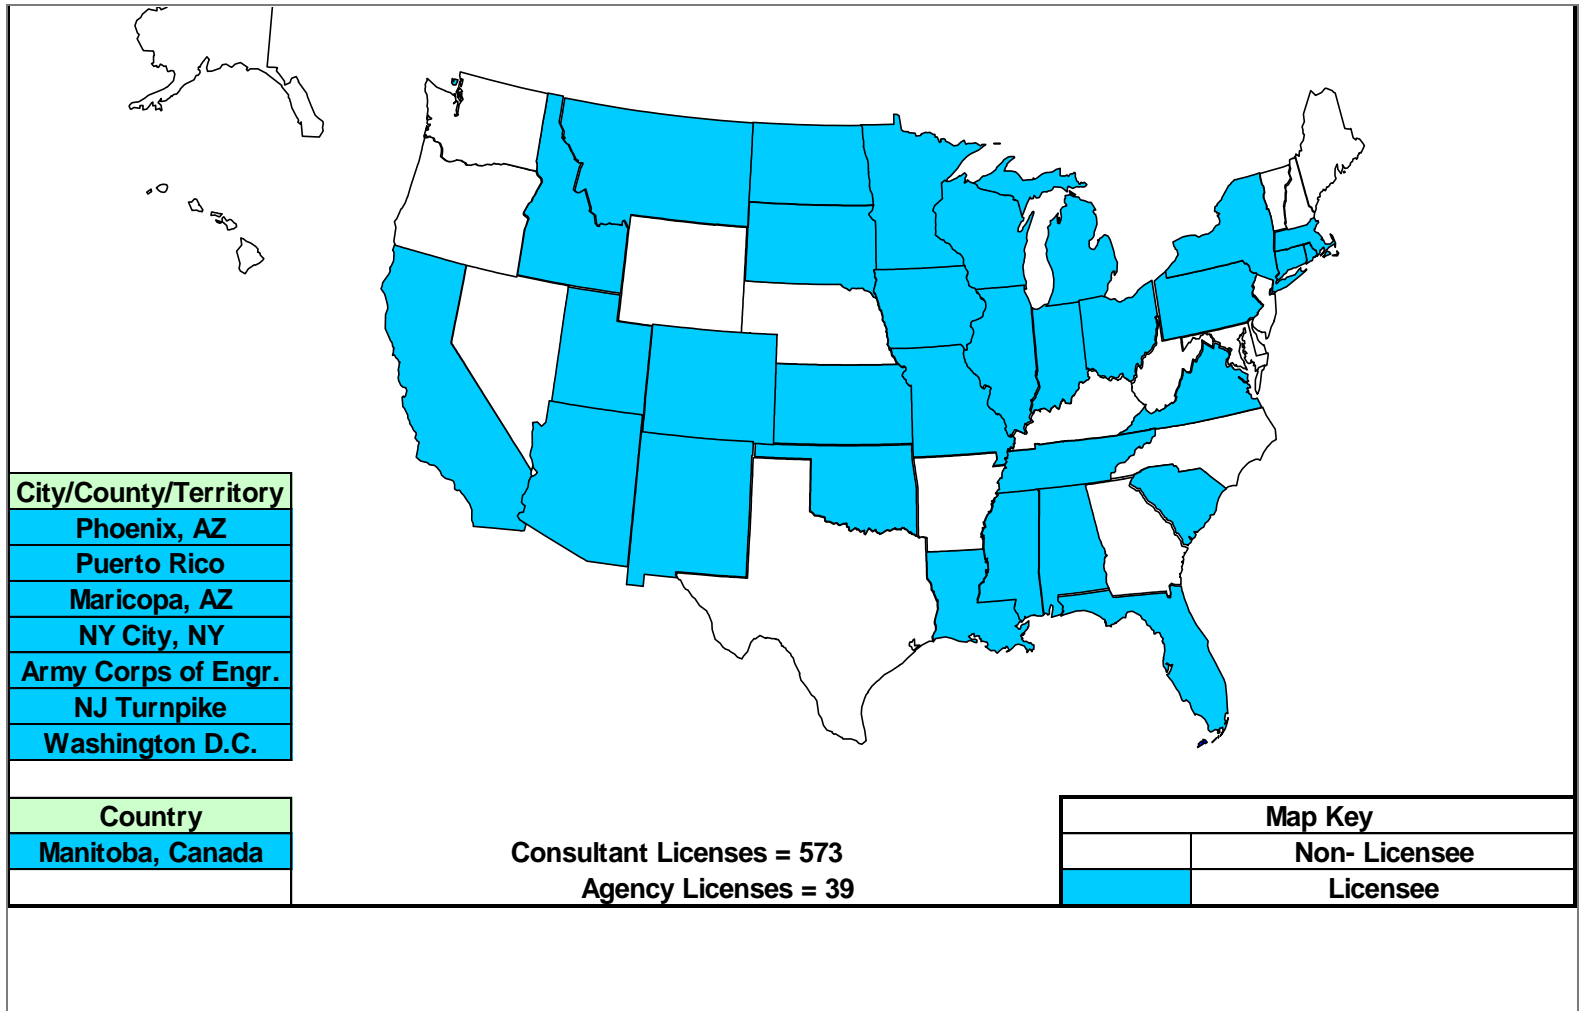 City/County/Territory
Phoenix, AZ
Puerto Rico
Maricopa, AZ
NY City, NY
Army Corps of Engr.
NJ Turnpike
Washington D.C.
Country
Manitoba, Canada
Consultant Licenses = 573
Agency Licenses = 39
Map Key
Non- Licensee
Licensee